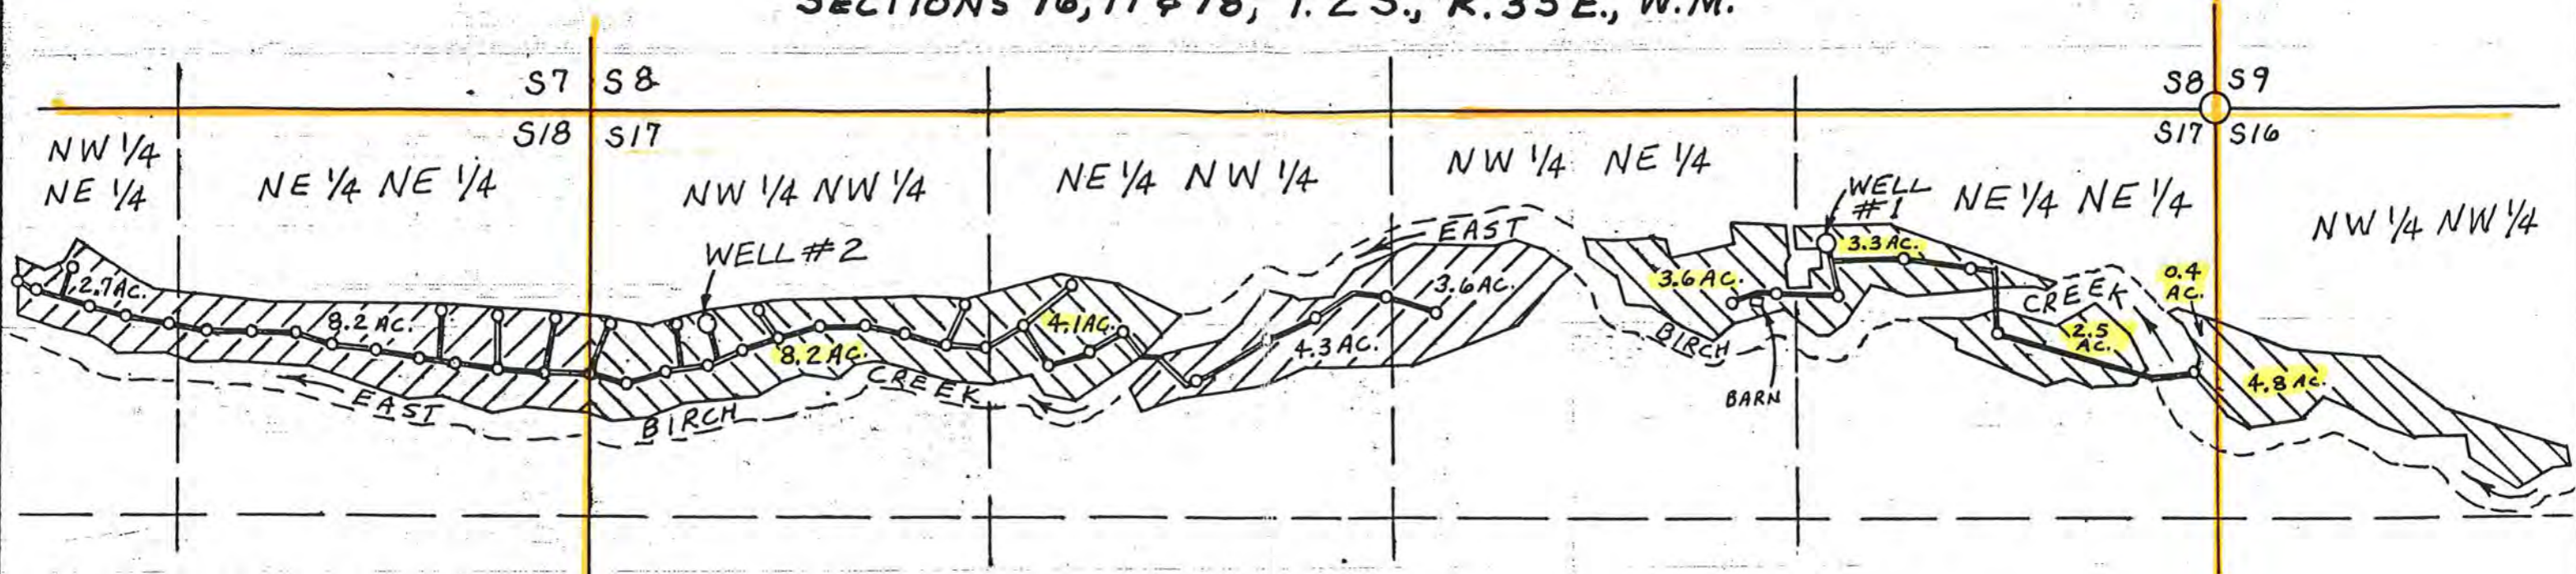 SECTIONS 16, 17 & 18, T. 2 S., R. 33 E., W.M.
S7 S8
S8 S9
S18 S17
S17 S16
NW 1/4
NE 1/4
NE 1/4 NE 1/4
NW 1/4 NW 1/4
NE 1/4 NW 1/4
NW 1/4 NE 1/4
NE 1/4 NE 1/4
NW 1/4 NW 1/4
WELL
#1
WELL #2
2.7 AC.
8.2 AC.
8.2 AC.
4.1 AC.
4.3 AC.
3.6 AC.
3.6 AC.
3.3 AC.
2.5
AC.
0.4
AC.
4.8 AC.
EAST
BIRCH
CREEK
EAST
BIRCH
CREEK
BARN